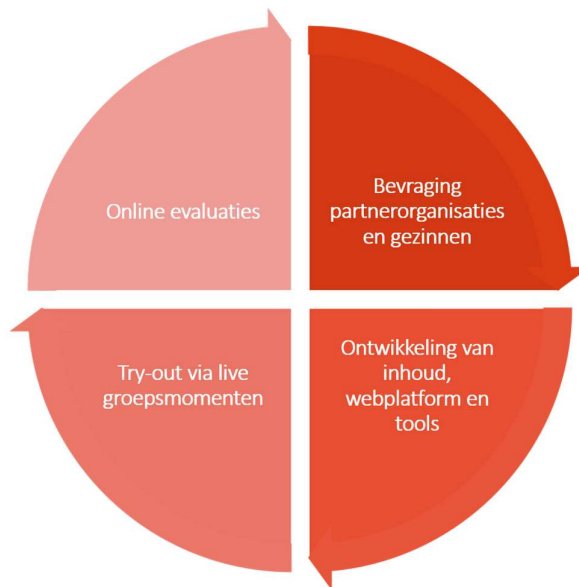 Online evaluaties
Bevraging
partnerorganisaties
en gezinnen
Try-out via live
groepsmomenten
Ontwikkeling van
inhoud,
webplatform en
tools